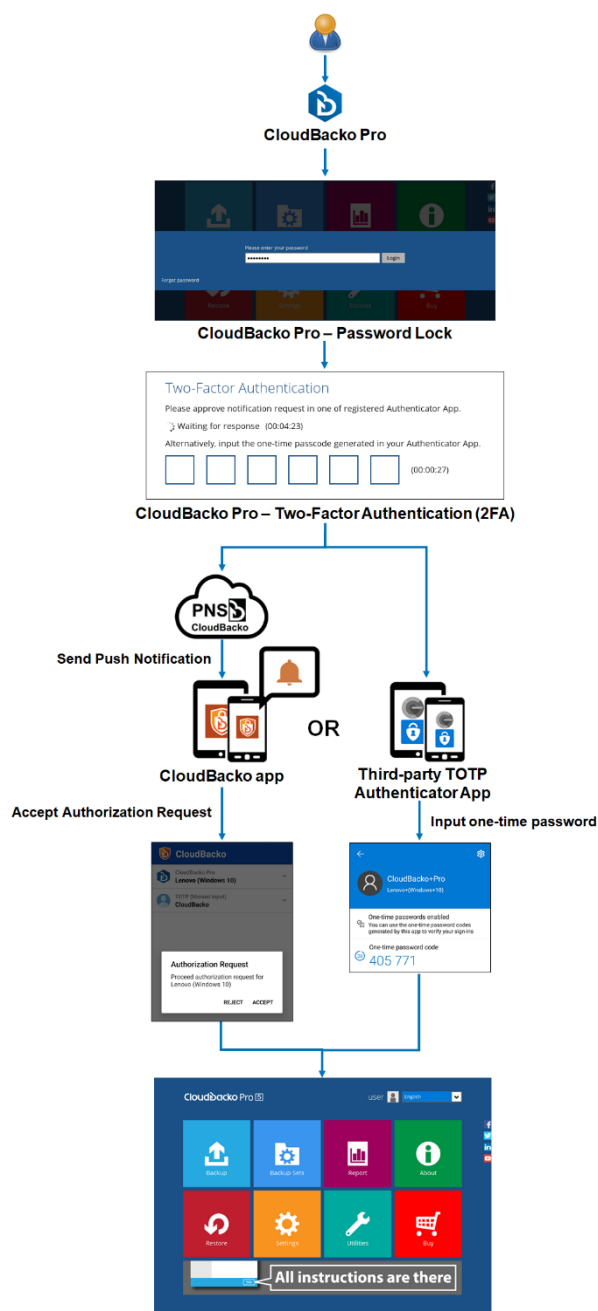 CloudBacko Pro
Please enter your password
Login
Forgot password
Restore
Settings
Utilities
Buy
CloudBacko Pro – Password Lock
Two-Factor Authentication
Please approve notification request in one of registered Authenticator App.
Waiting for response (00:04:23)
Alternatively, input the one-time passcode generated in your Authenticator App.
(00:00:27)
CloudBacko Pro – Two-Factor Authentication (2FA)
PNS
CloudBacko
Send Push Notification
OR
CloudBacko app
Third-party TOTP
Authenticator App
Accept Authorization Request
Input one-time password
CloudBacko
CloudBacko Pro
Lenovo (Windows 10)
TOTP (Manual input)
CloudBacko
Authorization Request
Proceed authorization request for
Lenovo (Windows 10)
REJECT ACCEPT
CloudBacko+Pro
Lenovo+(Windows+10)
One-time passwords enabled
You can use the one-time password codes
generated by this app to verify your sign-ins
One-time password code
405 771
CloudBacko Pro 5
user English
Backup
Backup Sets
Report
About
Restore
Settings
Utilities
Buy
All instructions are there